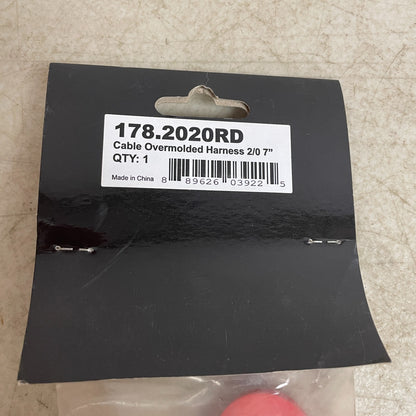 178.2020RD
Cable Overmolded Harness 2/0 7”
QTY: 1
Made in China
8 89626 03922 5